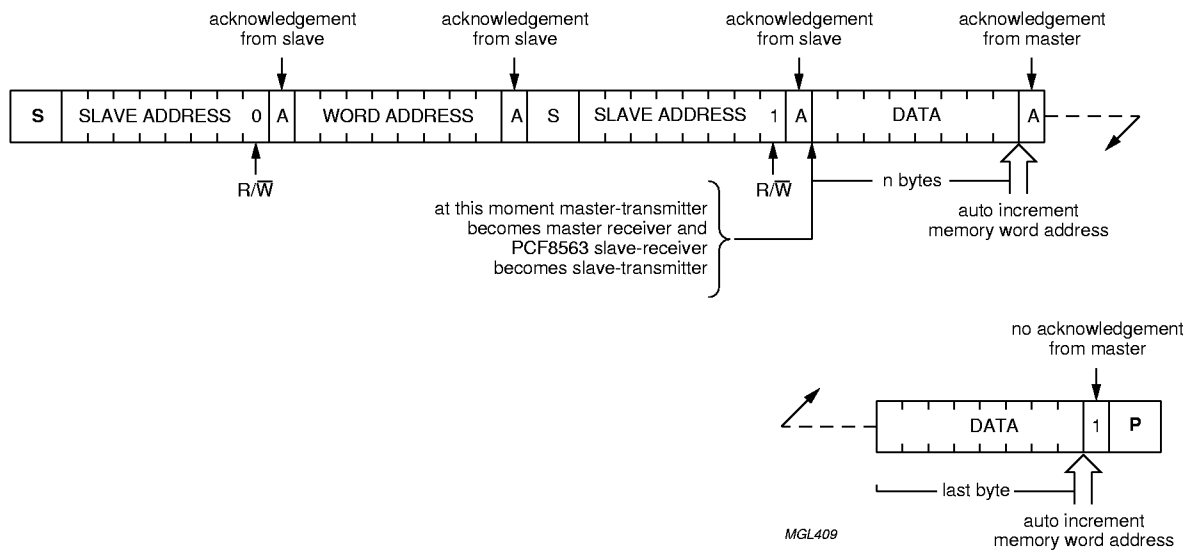 acknowledgement
from slave
acknowledgement
from slave
acknowledgement
from slave
acknowledgement
from master
S SLAVE ADDRESS 0 A WORD ADDRESS A S SLAVE ADDRESS 1 A DATA A
R/W̅
R/W̅
n bytes
at this moment master-transmitter
becomes master receiver and
PCF8563 slave-receiver
becomes slave-transmitter
auto increment
memory word address
no acknowledgement
from master
DATA 1 P
last byte
auto increment
memory word address
MGL409